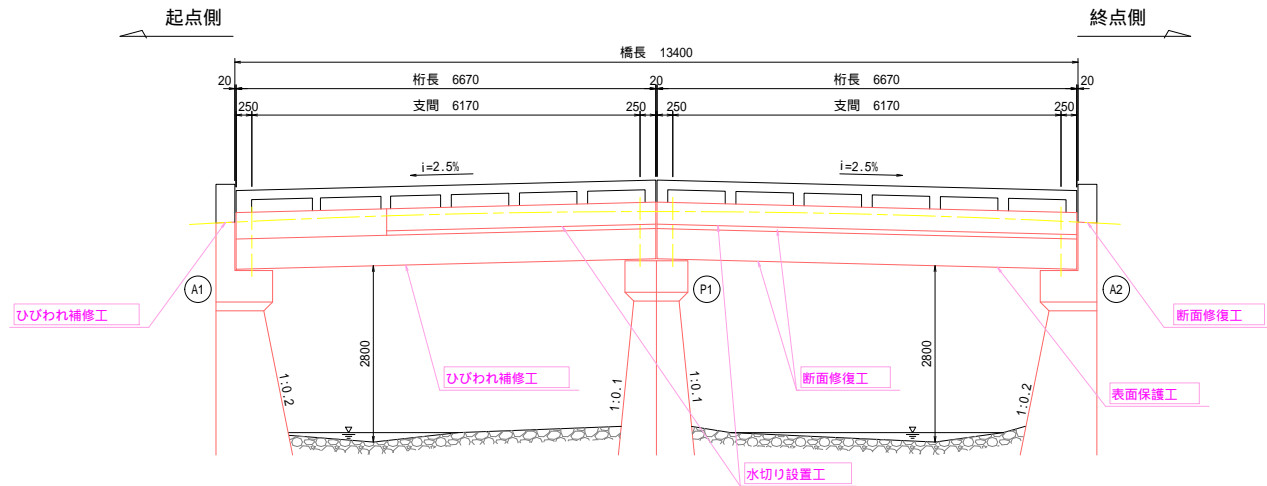 起点側
終点側
橋長 13400
20
桁長 6670
20
桁長 6670
20
250
支間 6170
250
250
支間 6170
250
i=2.5%
i=2.5%
A1
P1
A2
ひびわれ補修工
断面修復工
2800
2800
ひびわれ補修工
断面修復工
表面保護工
1:0.2
1:0.1
1:0.1
1:0.2
水切り設置工